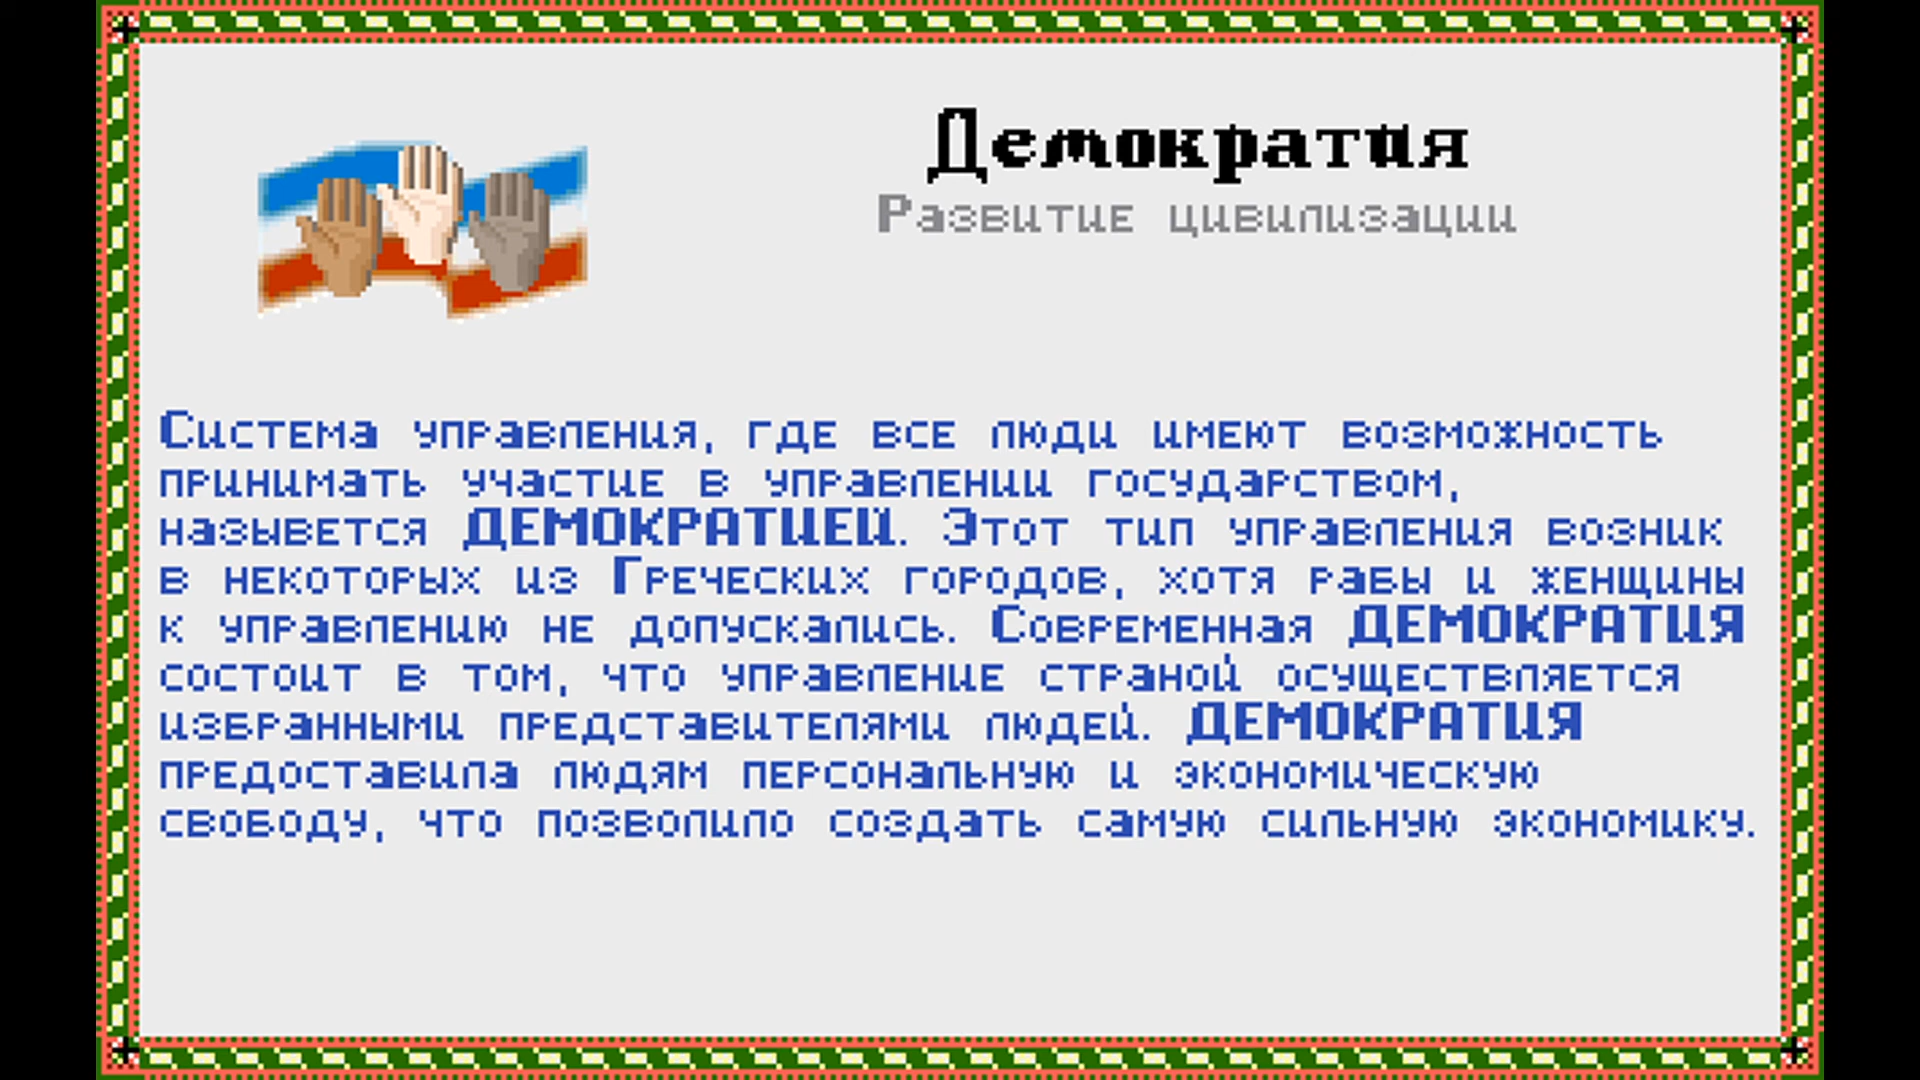 Демократия
Развитие цивилизации
Система управления, где все люди имеют возможность
принимать участие в управлении государством,
назывется ДЕМОКРАТИЕЙ. Этот тип управления возник
в некоторых из Греческих городов, хотя рабы и женщины
к управлению не допускались. Современная ДЕМОКРАТИЯ
состоит в том, что управление страной осуществляется
избранными представителями людей. ДЕМОКРАТИЯ
предоставила людям персональную и экономическую
свободу, что позволило создать самую сильную экономику.